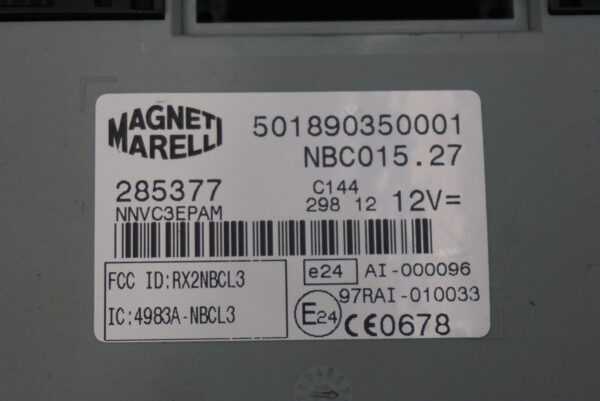 MAGNETI
MARELLI
501890350001
NBC015.27
285377
NNVC3EPAM
C144
298 12
12V=
FCC ID:RX2NBCL3
IC:4983A-NBCL3
e24
AI-000096
97RAI-010033
E24
CE0678